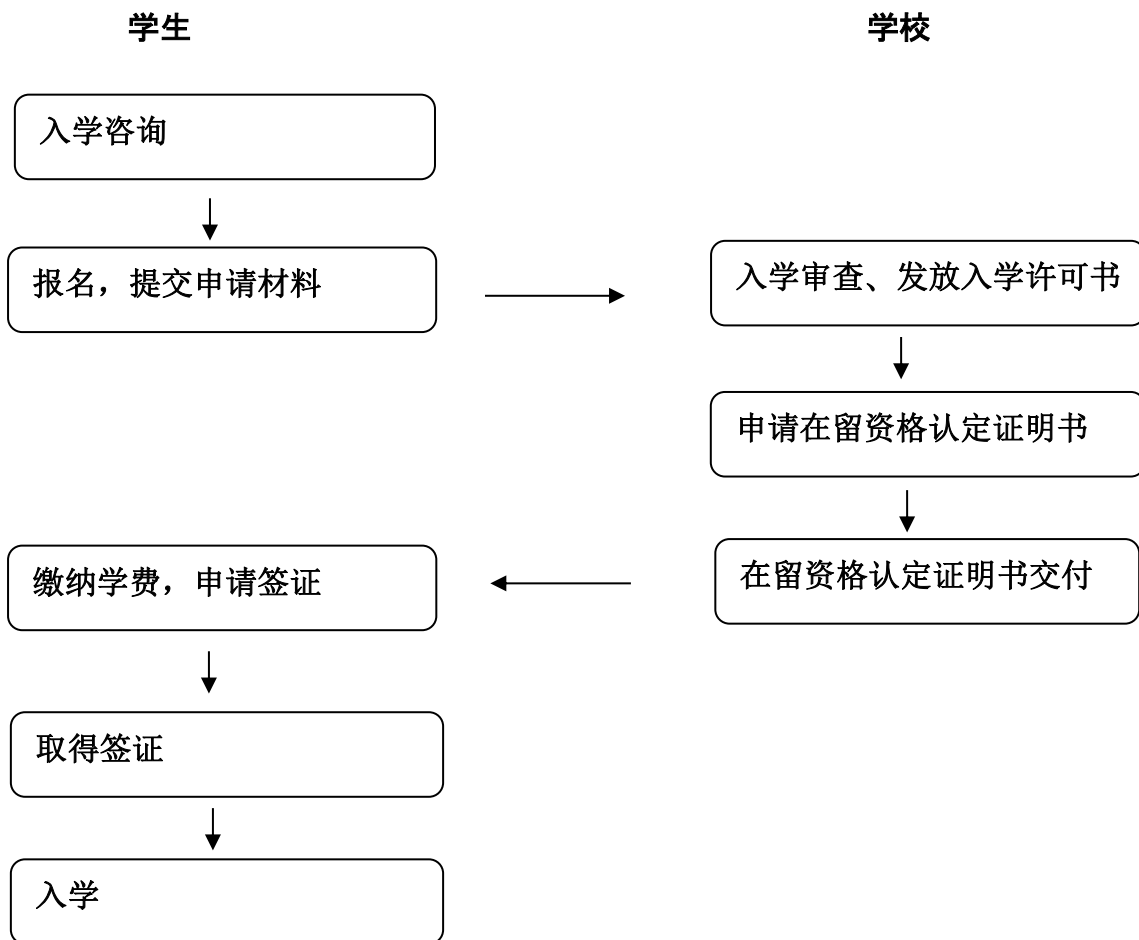 学生
学校
入学咨询
报名，提交申请材料
入学审查、发放入学许可书
申请在留资格认定证明书
缴纳学费，申请签证
在留资格认定证明书交付
取得签证
入学